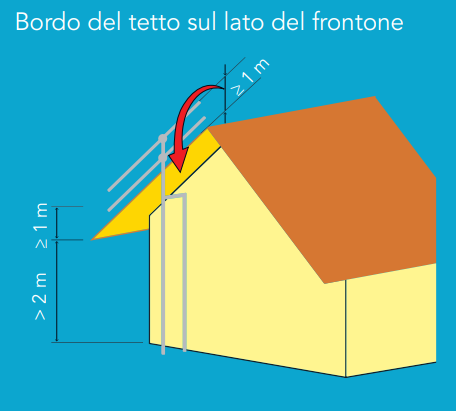 Bordo del tetto sul lato del frontone
≥ 1 m
≥ 1 m
> 2 m